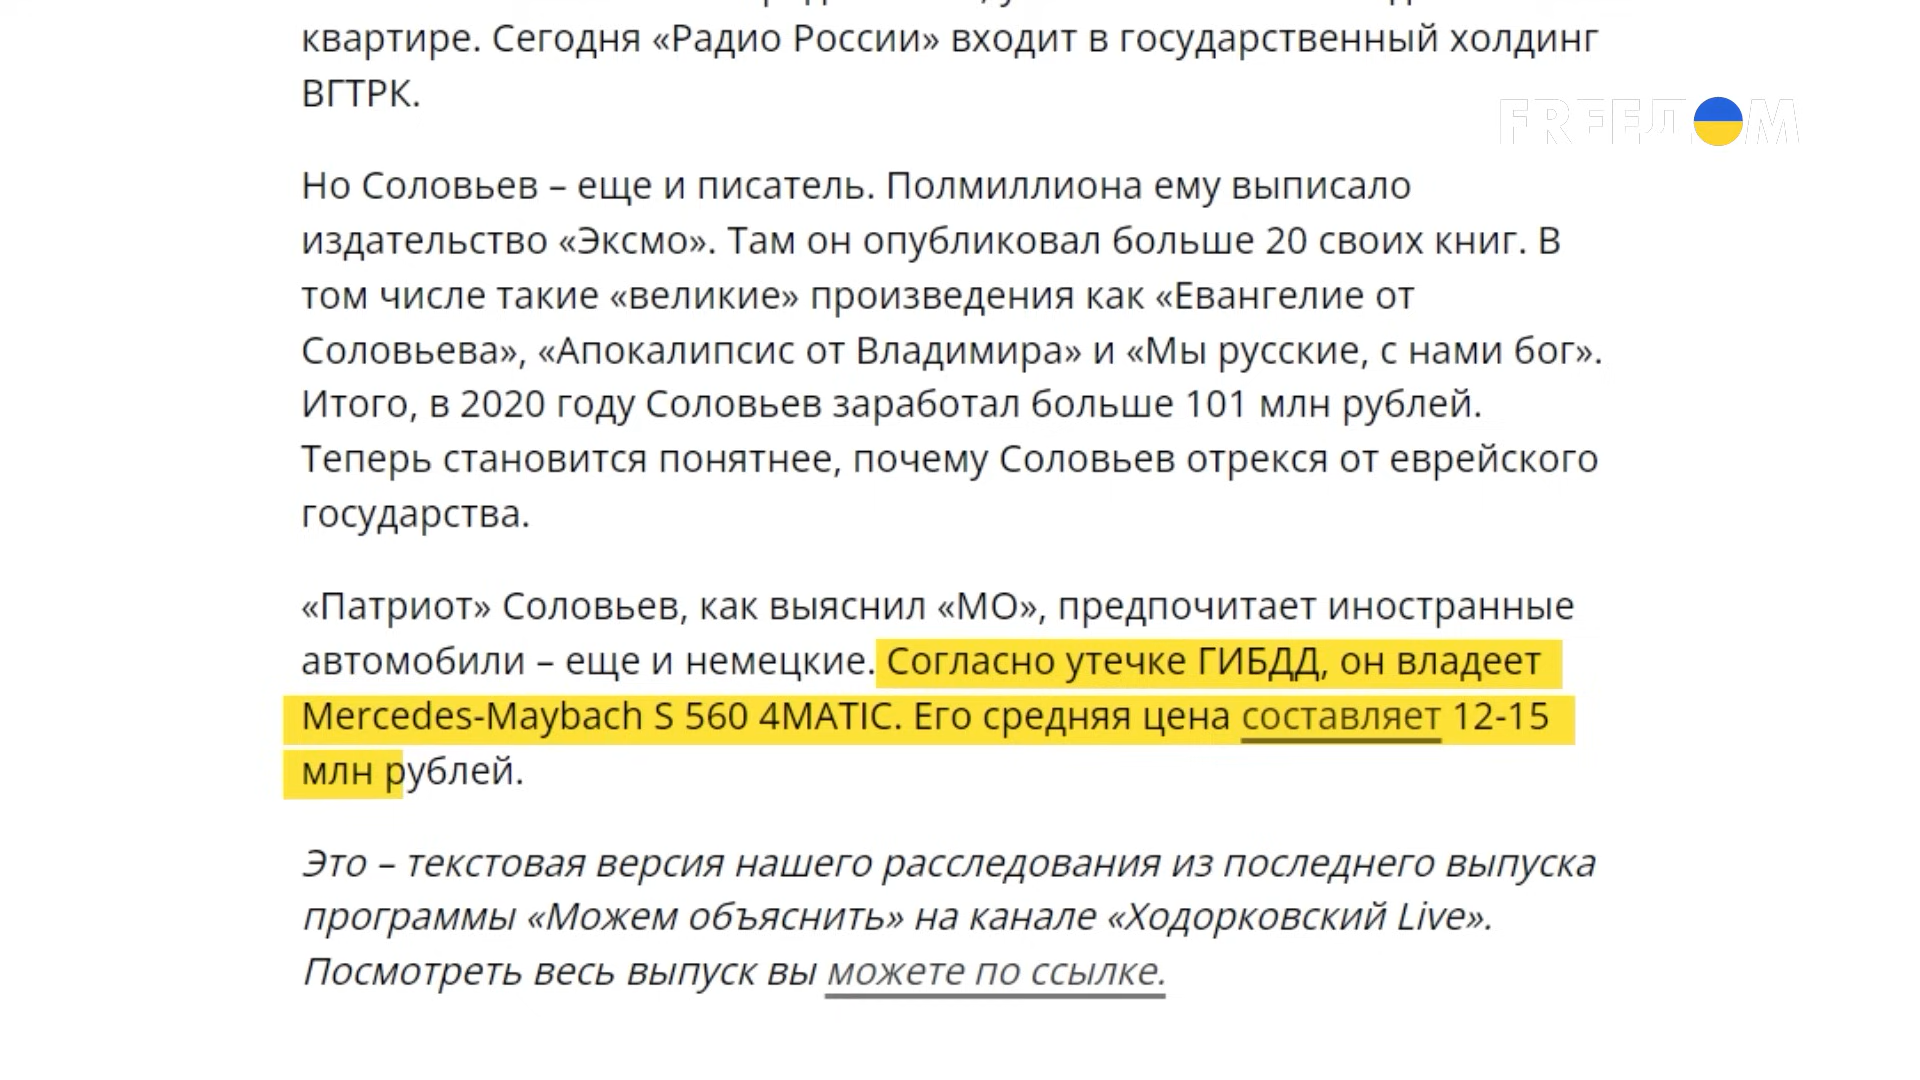 квартире. Сегодня «Радио России» входит в государственный холдинг
ВГТРК.
FREEДOM
Но Соловьев – еще и писатель. Полмиллиона ему выписало
издательство «Эксмо». Там он опубликовал больше 20 своих книг. В
том числе такие «великие» произведения как «Евангелие от
Соловьева», «Апокалипсис от Владимира» и «Мы русские, с нами бог».
Итого, в 2020 году Соловьев заработал больше 101 млн рублей.
Теперь становится понятнее, почему Соловьев отрекся от еврейского
государства.
«Патриот» Соловьев, как выяснил «МО», предпочитает иностранные
автомобили – еще и немецкие. Согласно утечке ГИБДД, он владеет
Mercedes-Maybach S 560 4MATIC. Его средняя цена составляет 12-15
млн рублей.
Это – текстовая версия нашего расследования из последнего выпуска
программы «Можем объяснить» на канале «Ходорковский Live».
Посмотреть весь выпуск вы можете по ссылке.